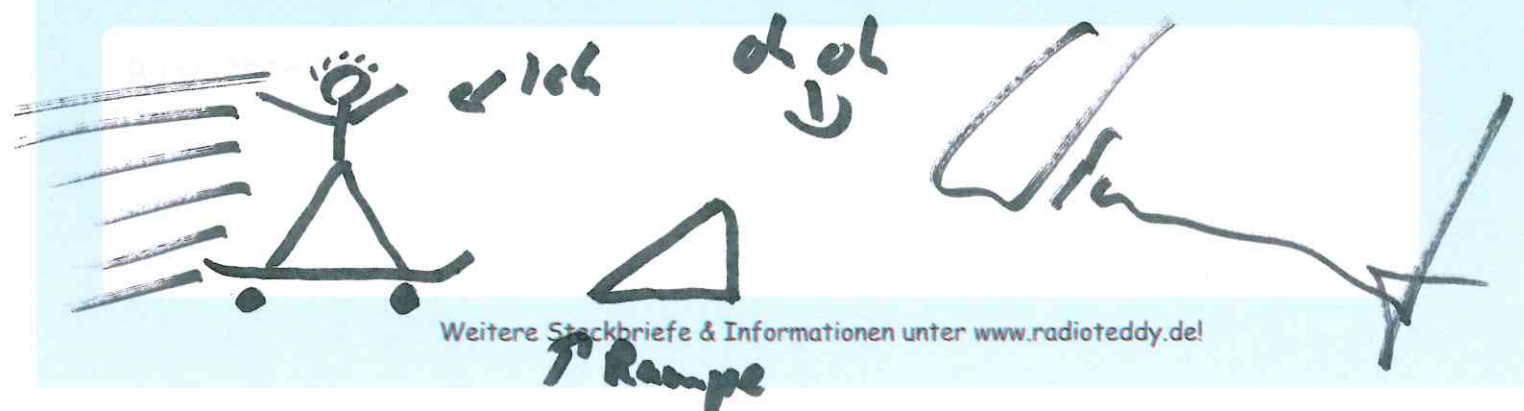 Ich
oh oh
Weitere Steckbriefe & Informationen unter www.radioteddy.de!
Rampe